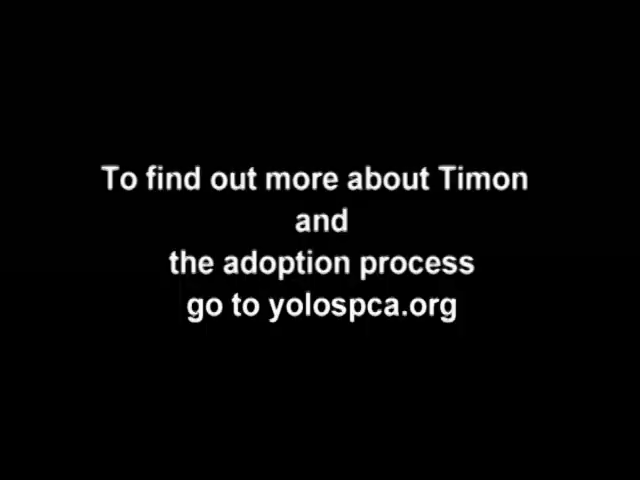 To find out more about Timon
and
the adoption process
go to yolospca.org